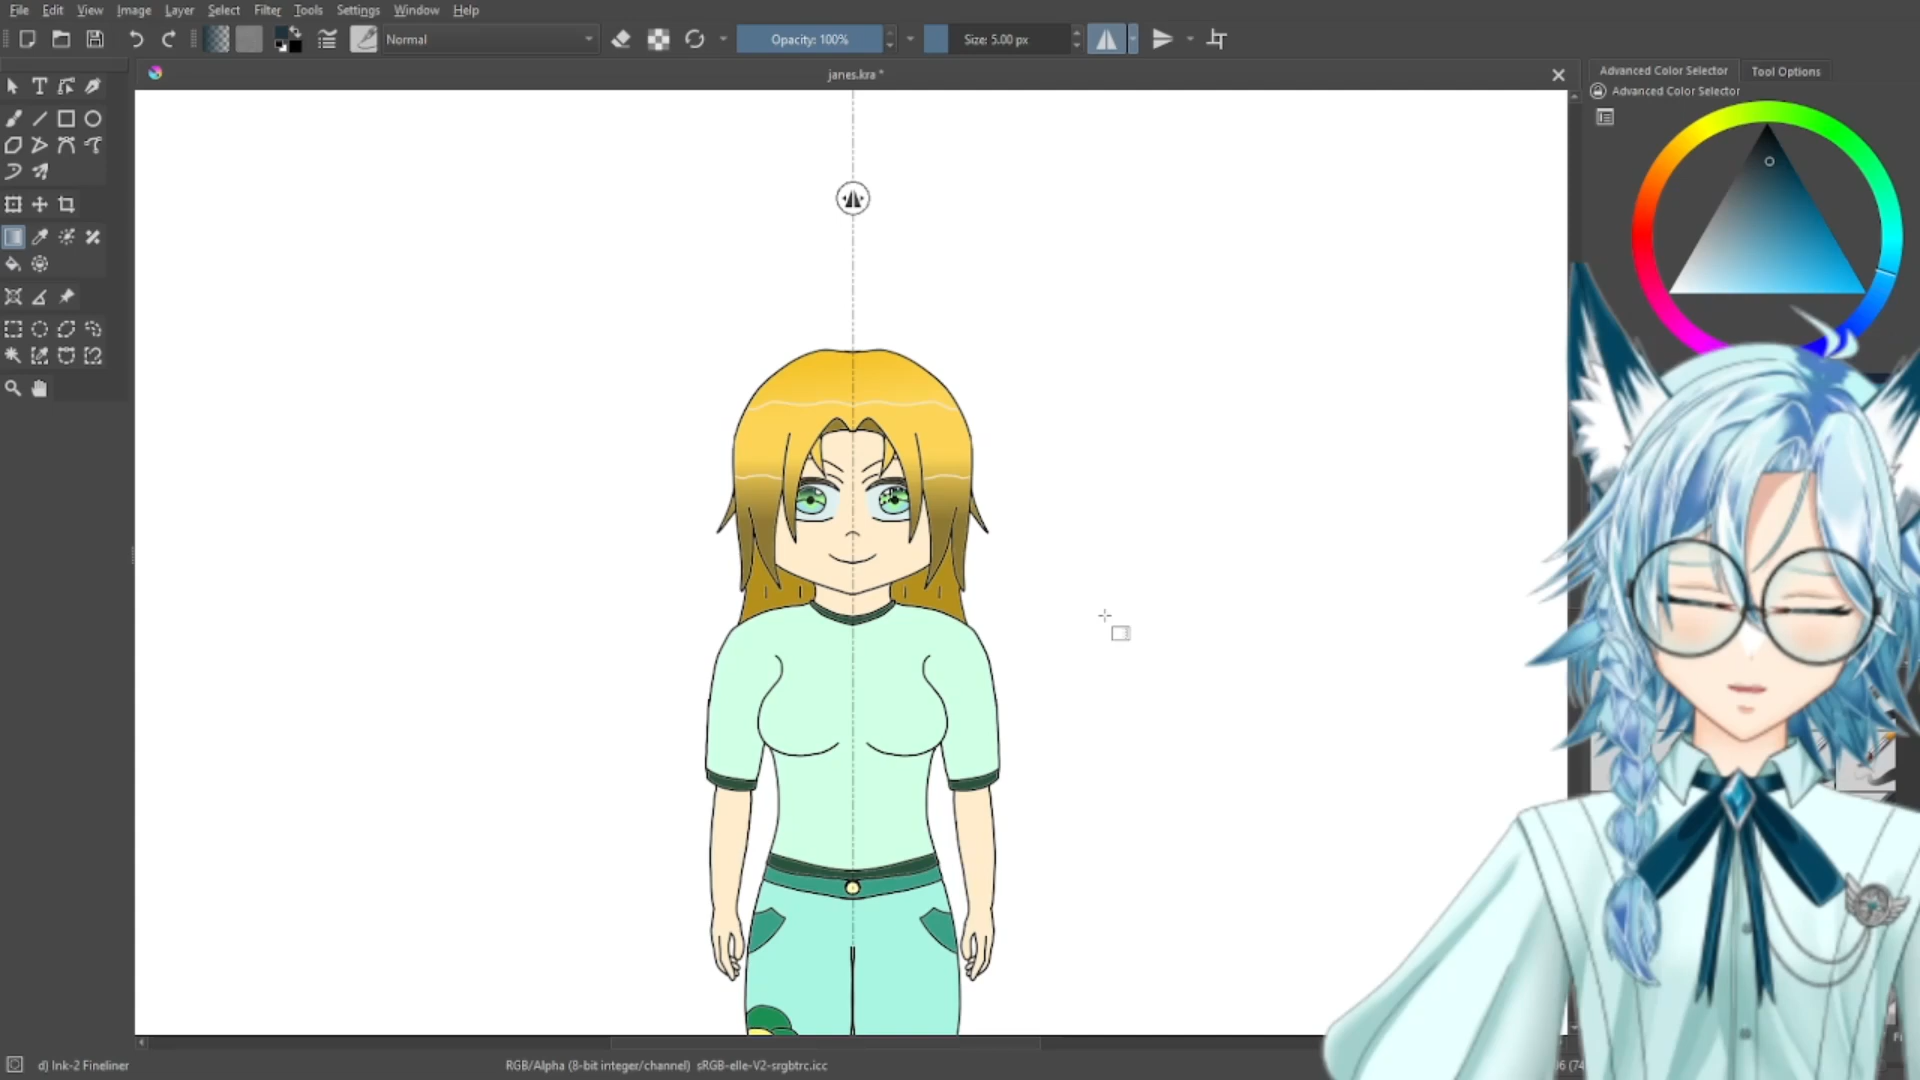 File Edit View Image Layer Select Filter Tools Settings Window Help
Normal
Opacity: 100%
Size: 5.00 px
janes.kra *
Advanced Color Selector
Tool Options
Advanced Color Selector
d) Ink-2 Fineliner
RGB/Alpha (8-bit integer/channel) sRGB-elle-V2-srgbtrc.icc